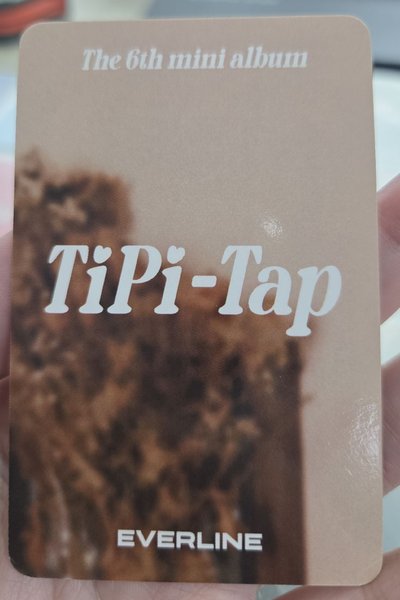 The 6th mini album
TiPi-Tap
EVERLINE